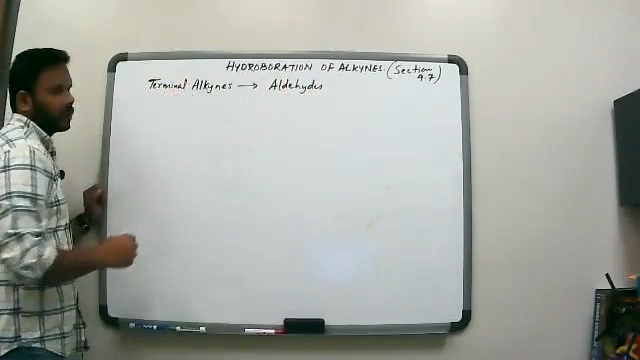 HYDROBORATION OF ALKYNES (Section 9.7)
Terminal Alkynes → Aldehydes